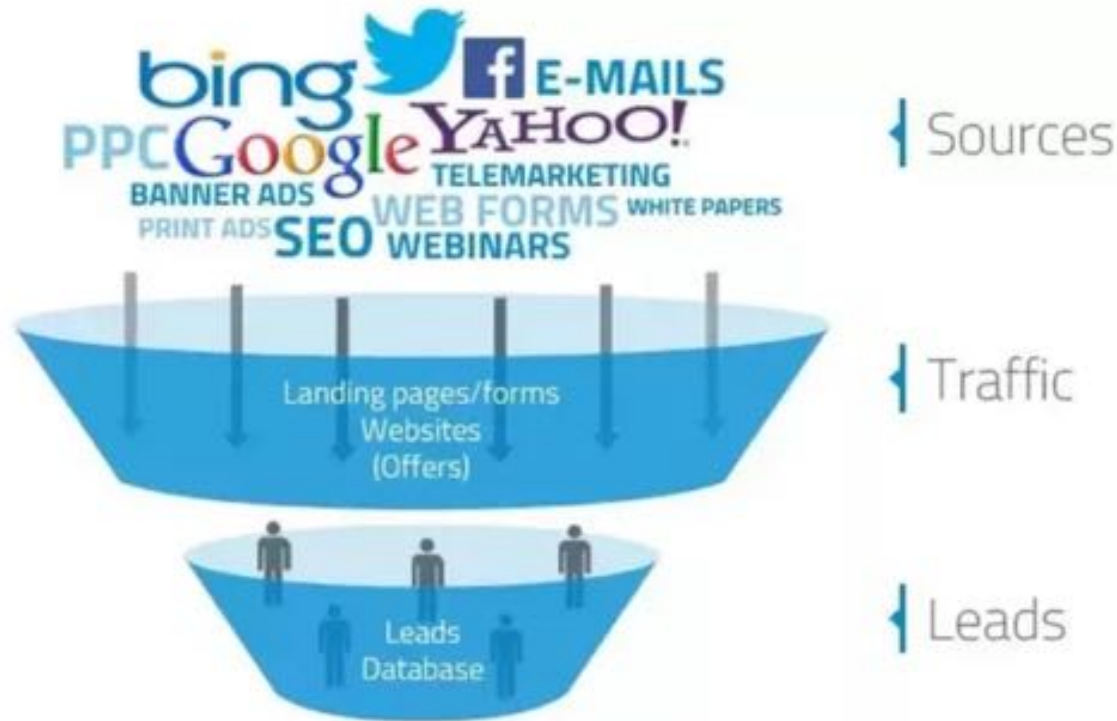 bing f E-MAILS
PPC Google YAHOO!
TELEMARKETING
BANNER ADS WEB FORMS WHITE PAPERS
PRINT ADS SEO WEBINARS
Sources
Landing pages/forms
Websites
(Offers)
Traffic
Leads
Database
Leads